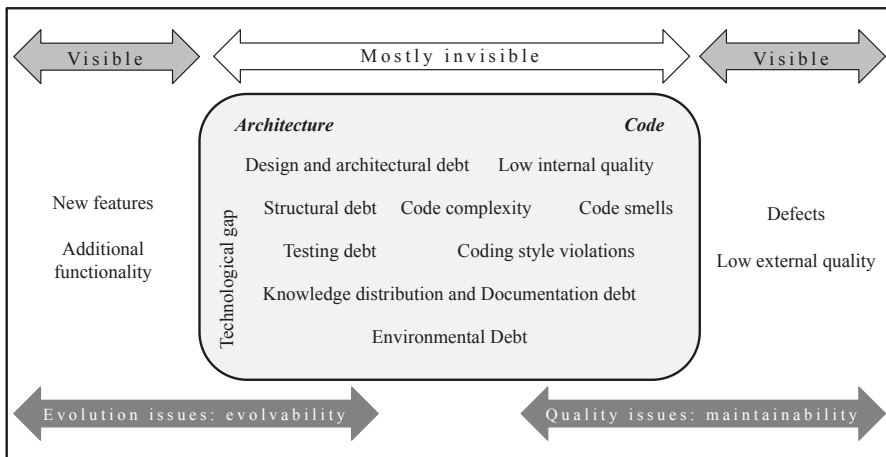 Visible
Mostly invisible
Visible
Architecture
Code
Design and architectural debt
Low internal quality
New features
Structural debt
Code complexity
Code smells
Defects
Additional
functionality
Technological gap
Testing debt
Coding style violations
Low external quality
Knowledge distribution and Documentation debt
Environmental Debt
Evolution issues: evolvability
Quality issues: maintainability